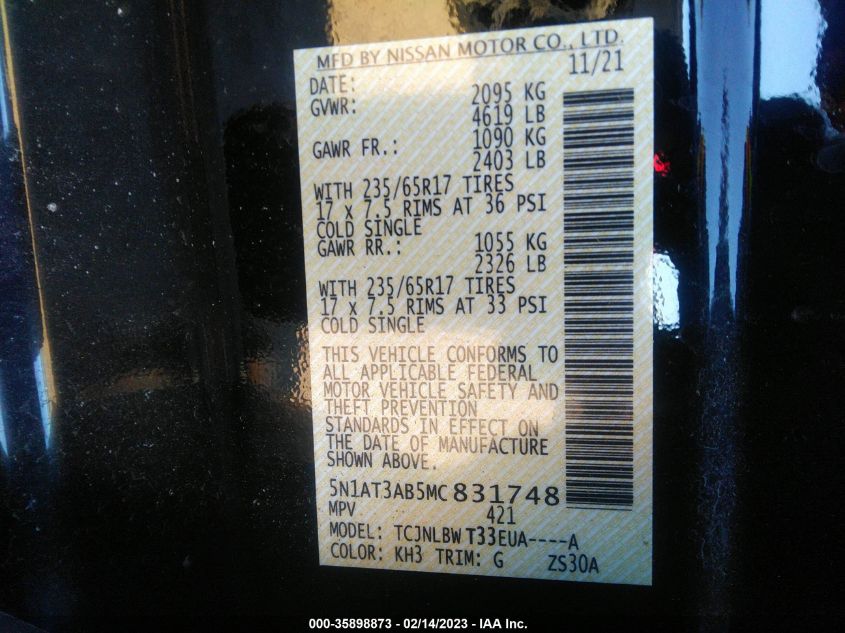 MFD BY NISSAN MOTOR CO., LTD.
DATE: 11/21
GVWR: 2095 KG
4619 LB
GAWR FR.: 1090 KG
2403 LB
WITH 235/65R17 TIRES
17 x 7.5 RIMS AT 36 PSI
COLD SINGLE
GAWR RR.: 1055 KG
2326 LB
WITH 235/65R17 TIRES
17 x 7.5 RIMS AT 33 PSI
COLD SINGLE
THIS VEHICLE CONFORMS TO
ALL APPLICABLE FEDERAL
MOTOR VEHICLE SAFETY AND
THEFT PREVENTION
STANDARDS IN EFFECT ON
THE DATE OF MANUFACTURE
SHOWN ABOVE.
5N1AT3AB5MC831748
MPV 421
MODEL: TCJNLBW T33EUA----A
COLOR: KH3 TRIM: G ZS30A
000-35898873 - 02/14/2023 - IAA Inc.